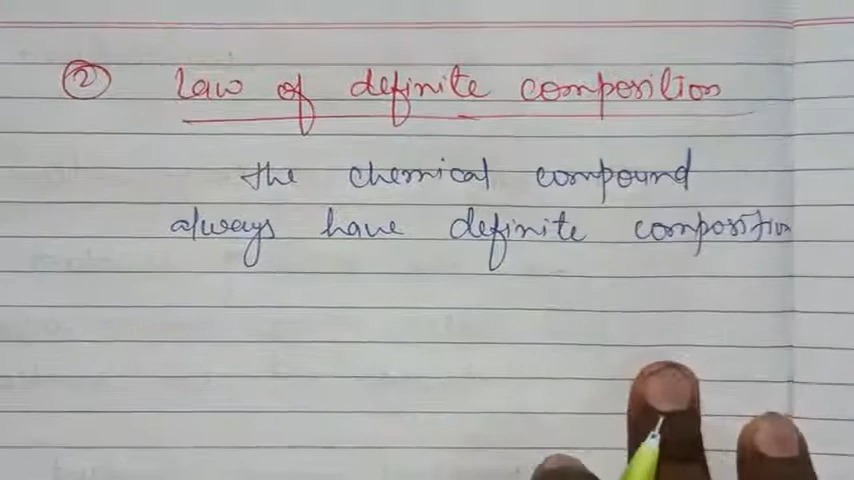 ② Law of definite composition
the chemical compound
always have definite composition